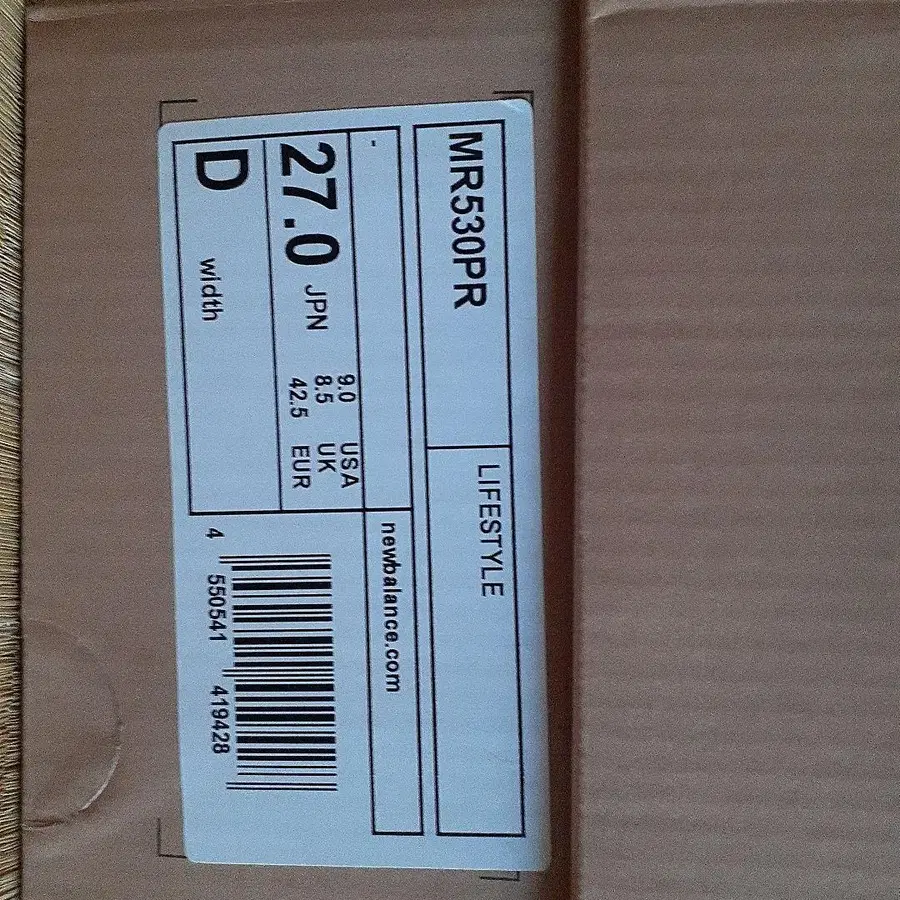 MR530PR
LIFESTYLE
-
newbalance.com
27.0 JPN
9.0 USA
8.5 UK
42.5 EUR
D width
4 550541 419428